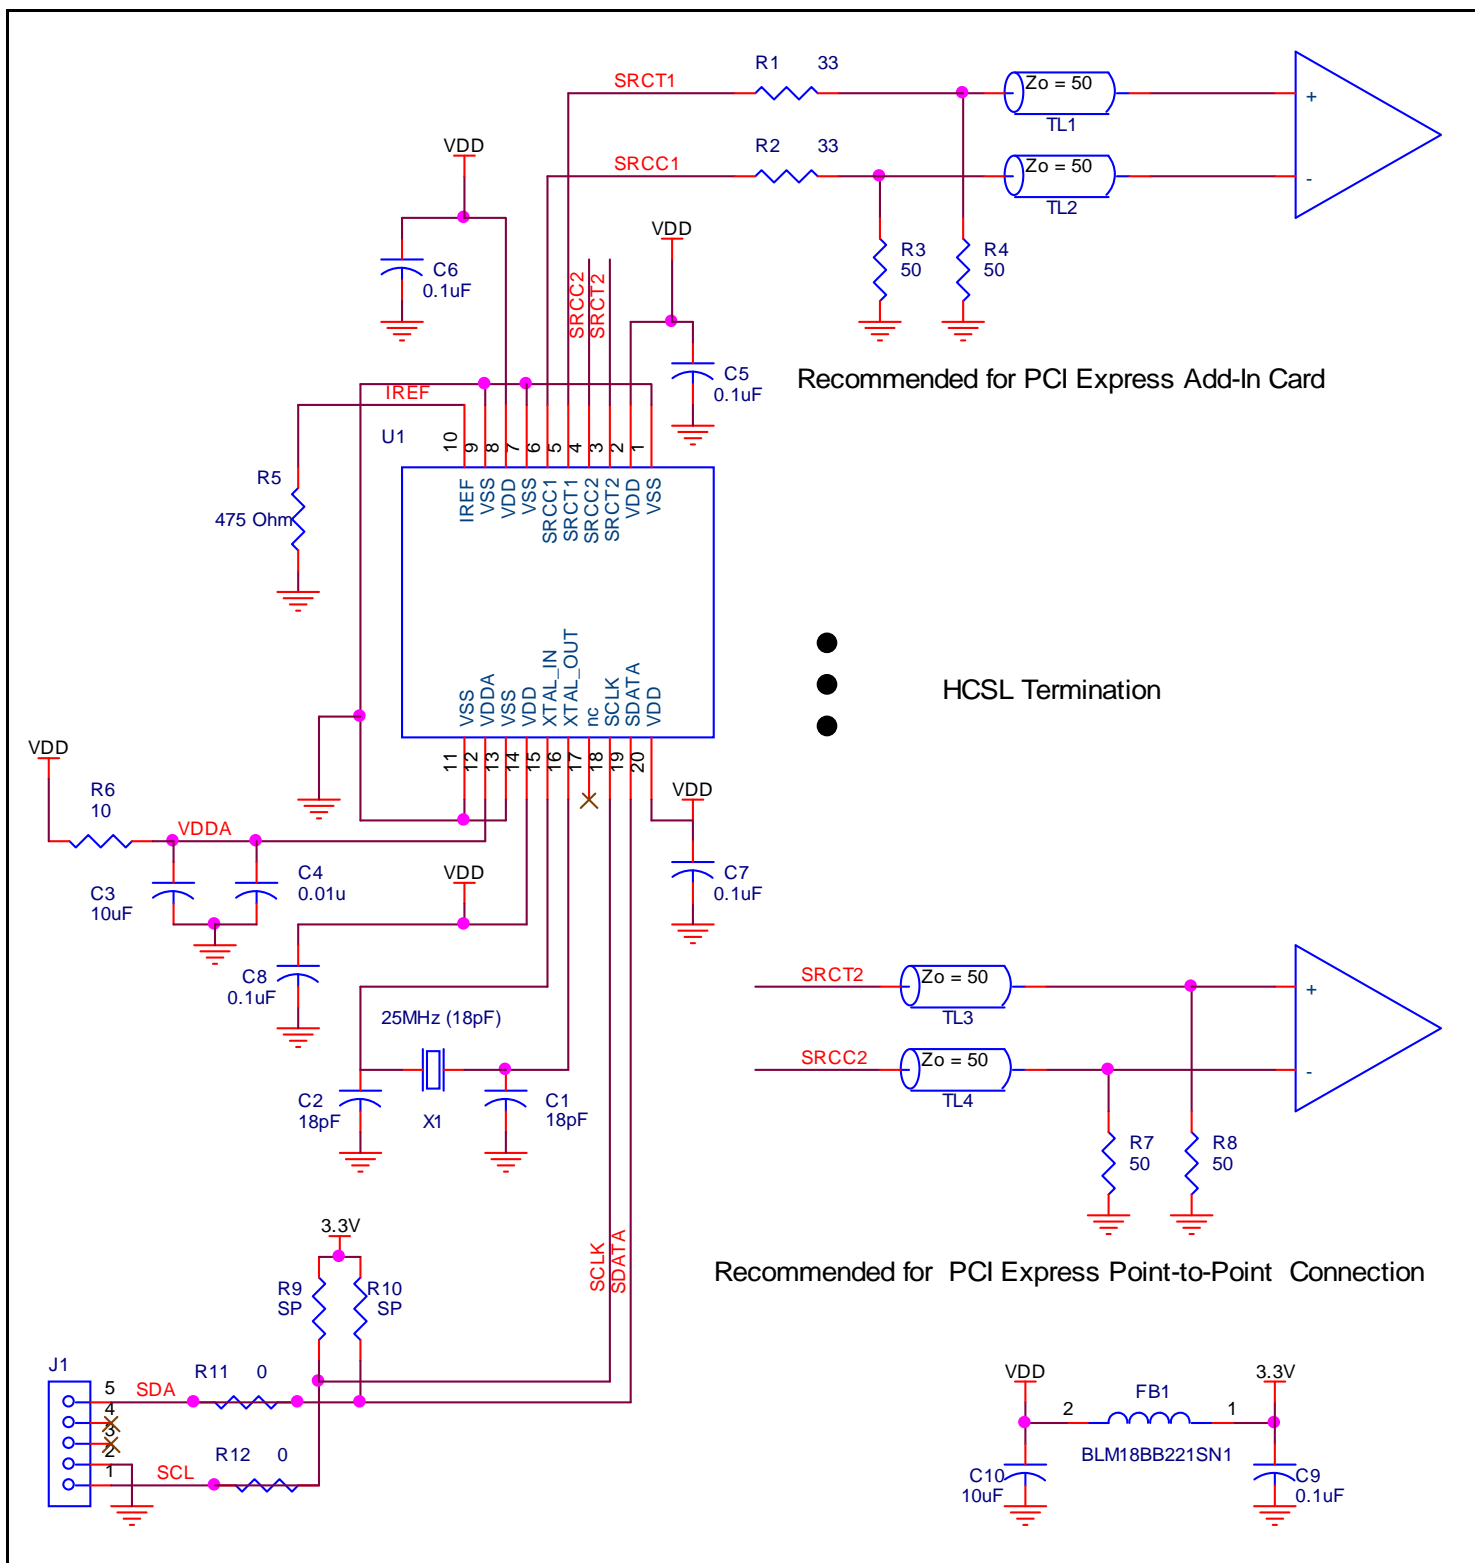 R1 33
SRCT1
Zo = 50
TL1
+
VDD
R2 33
SRCC1
Zo = 50
TL2
-
VDD
R3
50
R4
50
C6
0.1uF
SRCC2
SRCT2
C5
0.1uF
Recommended for PCI Express Add-In Card
IREF
U1
10
9
8
7
6
5
4
3
2
1
R5
475 Ohm
IREF
VSS
VDD
VSS
SRCC1
SRCT1
SRCC2
SRCT2
VDD
VSS
HCSL Termination
VSS
VDDA
VSS
VDD
XTAL_IN
XTAL_OUT
nc
SCLK
SDATA
VDD
11
12
13
14
15
16
17
18
19
20
VDD
R6
10
VDDA
VDD
C3
10uF
C4
0.01u
VDD
C7
0.1uF
C8
0.1uF
SRCT2
Zo = 50
TL3
+
25MHz (18pF)
SRCC2
Zo = 50
TL4
-
C2
18pF
X1
C1
18pF
R7
50
R8
50
3.3V
SCLK
SDATA
Recommended for PCI Express Point-to-Point Connection
R9
SP
R10
SP
J1
5
4
3
2
1
SDA
R11 0
SCL
R12 0
VDD
FB1
3.3V
2
1
BLM18BB221SN1
C10
10uF
C9
0.1uF